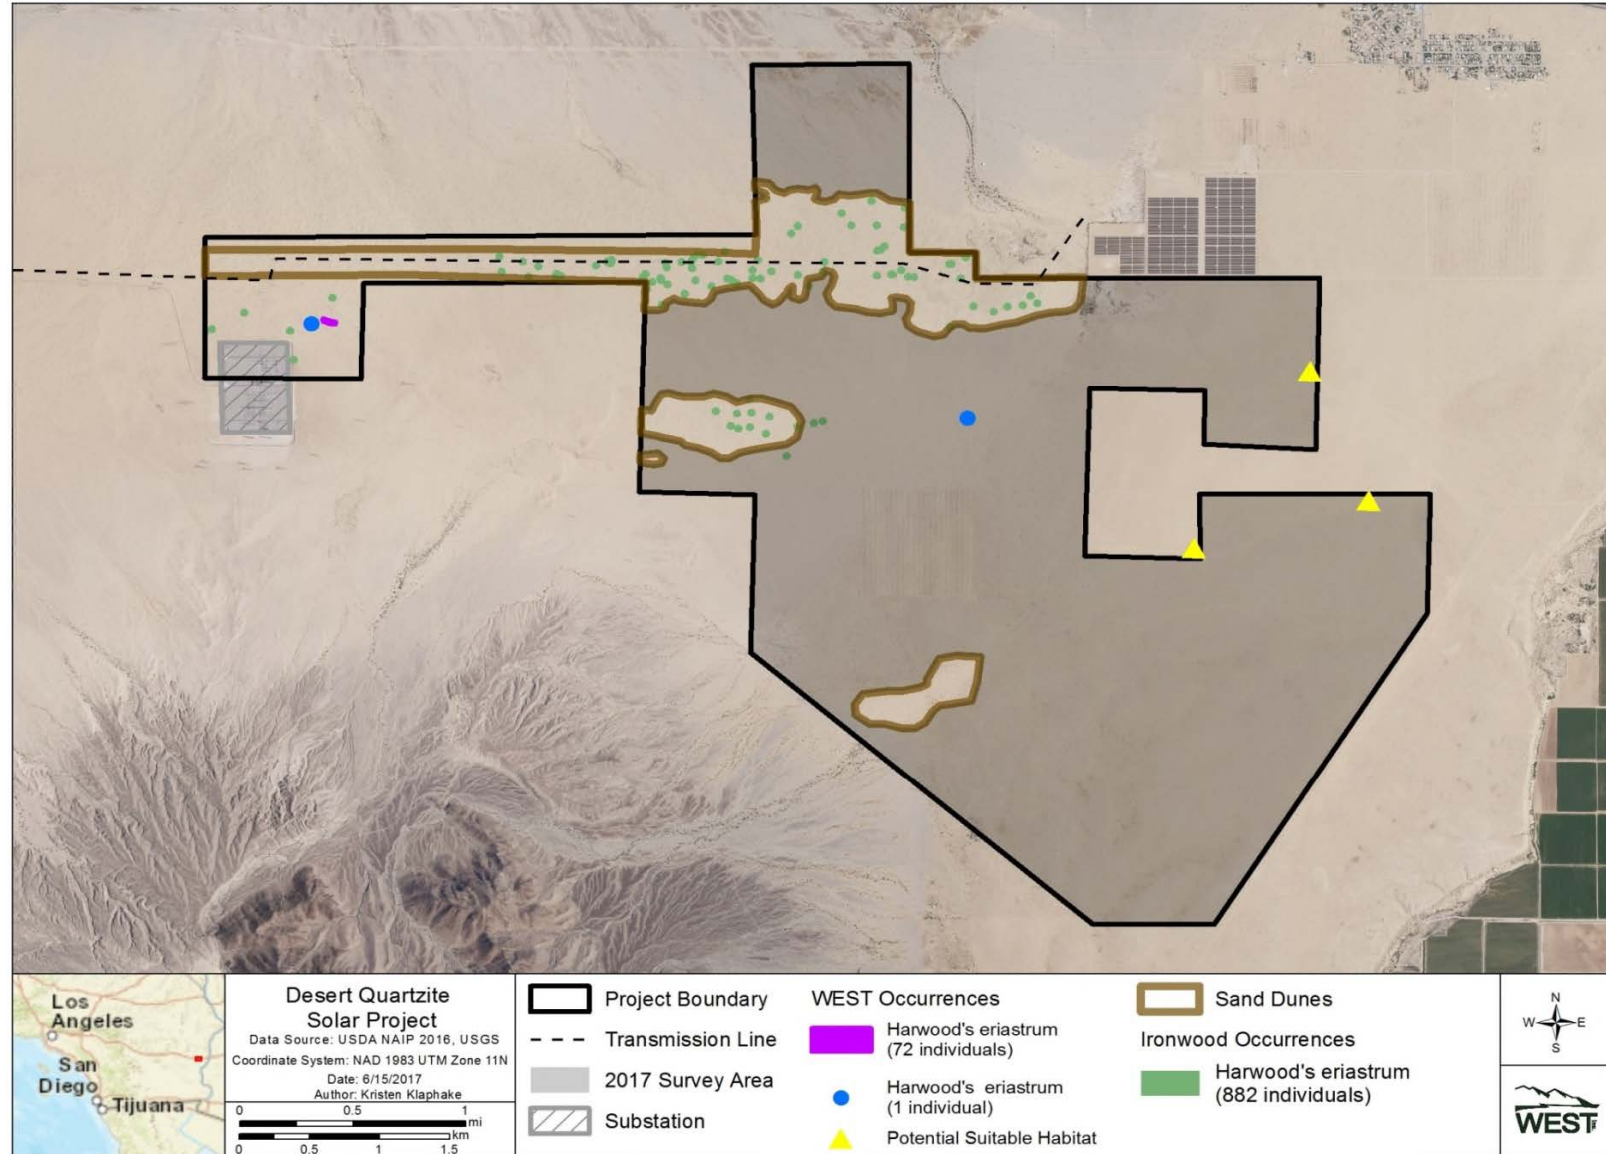 Los
Angeles
San
Diego
Tijuana
Desert Quartzite
Solar Project
Data Source: USDA NAIP 2016, USGS
Coordinate System: NAD 1983 UTM Zone 11N
Date: 6/15/2017
Author: Kristen Klaphake
0 0.5 1
mi
km
0 0.5 1 1.5
Project Boundary
Transmission Line
2017 Survey Area
Substation
WEST Occurrences
Harwood's eriastrum
(72 individuals)
Harwood's eriastrum
(1 individual)
Potential Suitable Habitat
Sand Dunes
Ironwood Occurrences
Harwood's eriastrum
(882 individuals)
N
W E
S
WEST